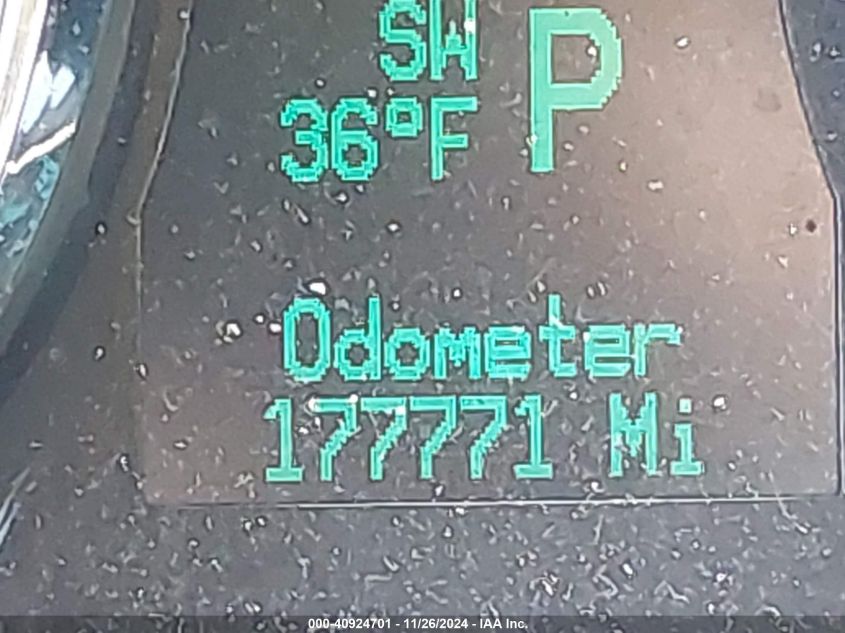 SW P
36°F
Odometer
177771 Mi
000-40924701 - 11/26/2024 - IAA Inc.